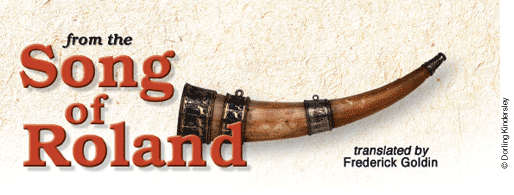 from the
Song
of
Roland
translated by
Frederick Goldin
© Dorling Kindersley